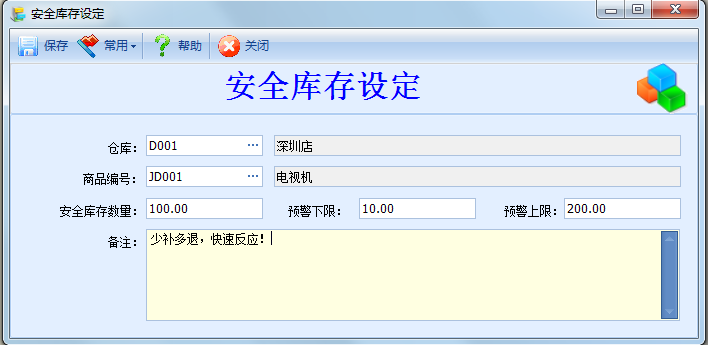 安全库存设定
保存 常用 帮助 关闭
安全库存设定
仓库: D001 ... 深圳店
商品编号: JD001 ... 电视机
安全库存数量: 100.00 预警下限: 10.00 预警上限: 200.00
备注: 少补多退，快速反应！